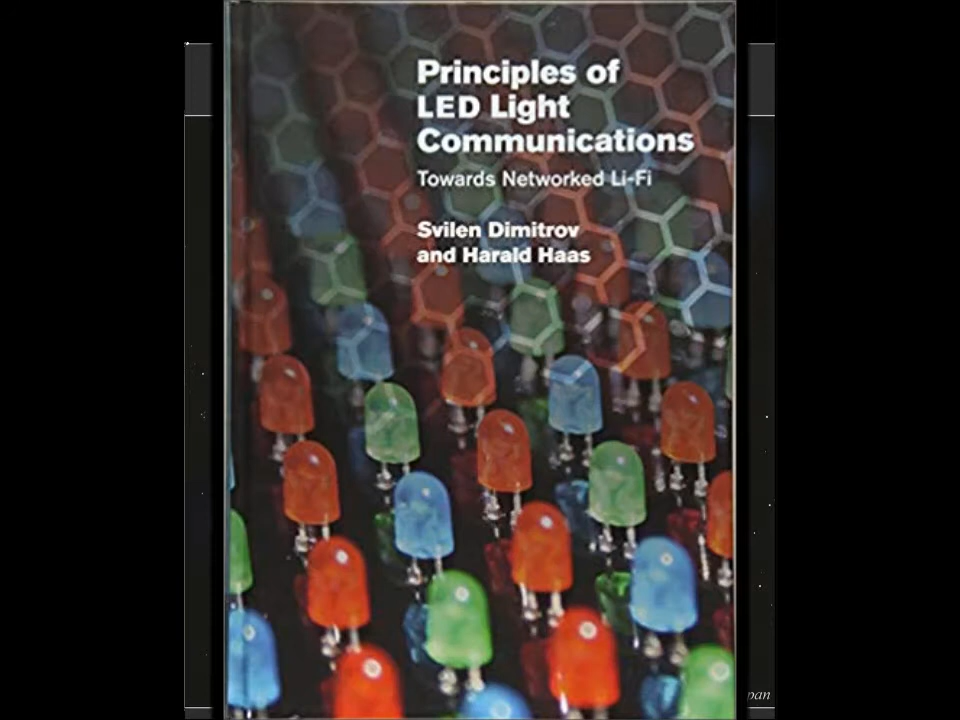 Principles of
LED Light
Communications
Towards Networked Li-Fi
Svilen Dimitrov
and Harald Haas